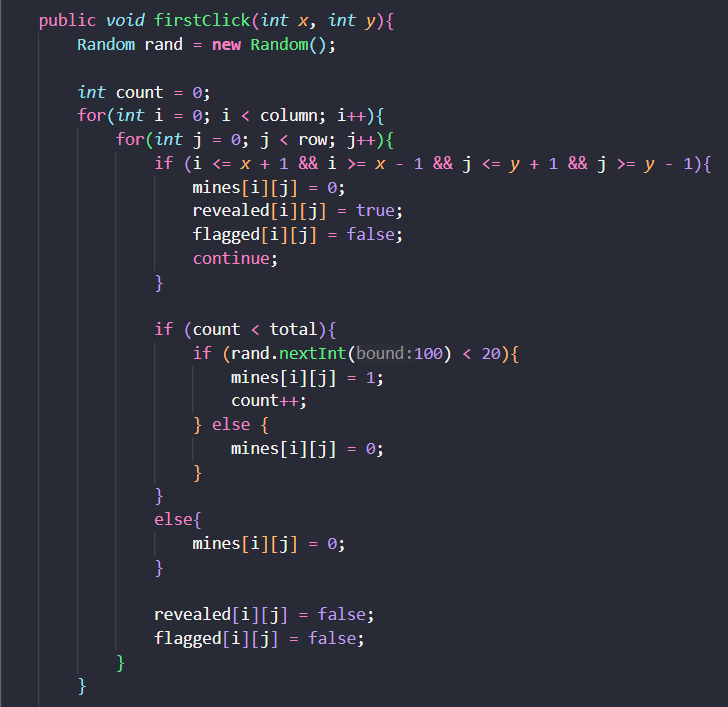 public void firstClick(int x, int y){
Random rand = new Random();
int count = 0;
for(int i = 0; i < column; i++){
for(int j = 0; j < row; j++){
if (i <= x + 1 && i >= x - 1 && j <= y + 1 && j >= y - 1){
mines[i][j] = 0;
revealed[i][j] = true;
flagged[i][j] = false;
continue;
}
if (count < total){
if (rand.nextInt(bound:100) < 20){
mines[i][j] = 1;
count++;
} else {
mines[i][j] = 0;
}
}
else{
mines[i][j] = 0;
}
revealed[i][j] = false;
flagged[i][j] = false;
}
}